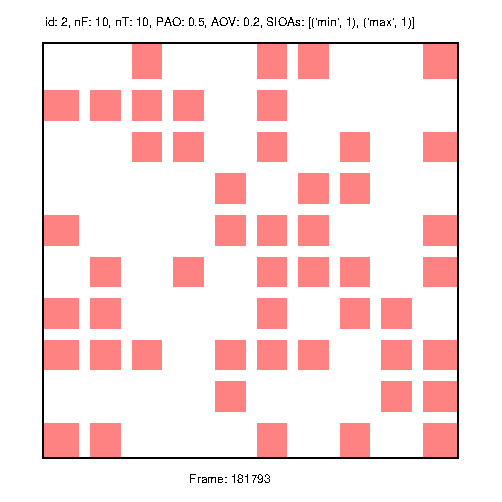 id: 2, nF: 10, nT: 10, PAO: 0.5, AOV: 0.2, SIOAs: [('min', 1), ('max', 1)]
Frame: 181793